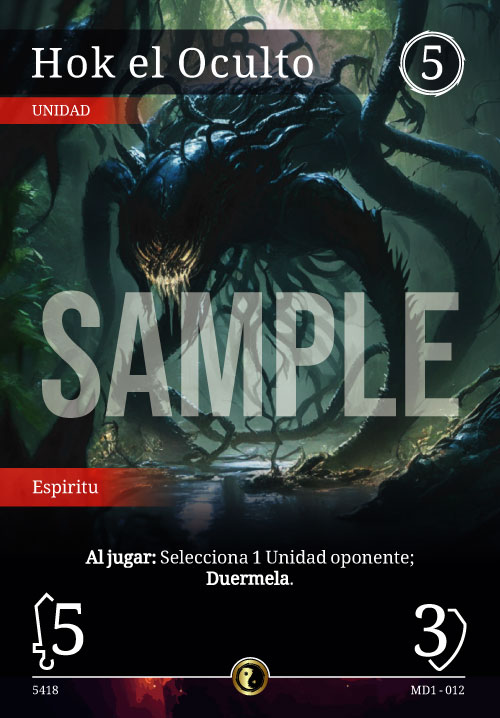 Hok el Oculto 5
UNIDAD
SAMPLE
Espiritu
Al jugar: Selecciona 1 Unidad oponente;
Duermela.
5 3
5418 MD1 - 012